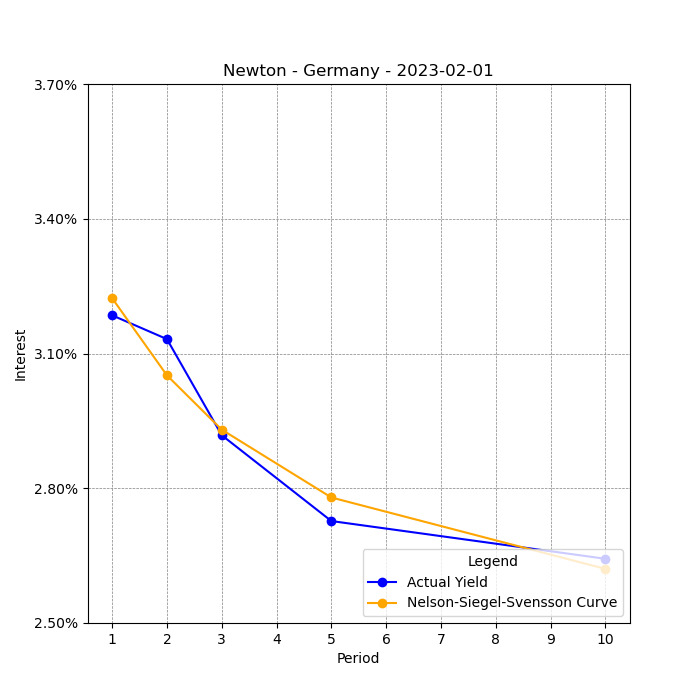 Newton - Germany - 2023-02-01
3.70%
3.40%
3.10%
2.80%
2.50%
Interest
Legend
Actual Yield
Nelson-Siegel-Svensson Curve
1 2 3 4 5 6 7 8 9 10
Period